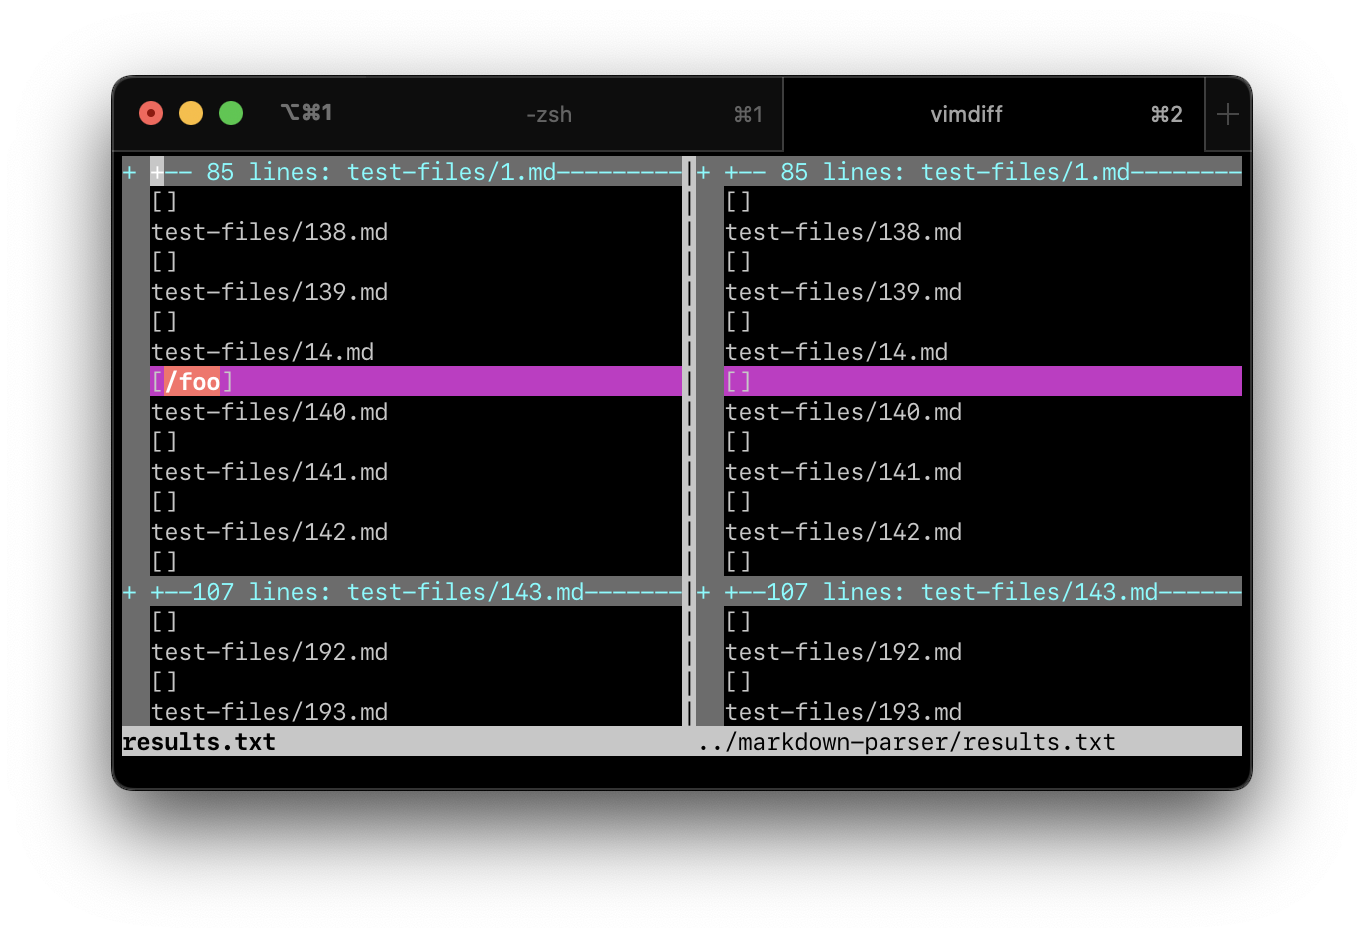 ⌥⌘1 -zsh ⌘1 vimdiff ⌘2 +
+ +-- 85 lines: test-files/1.md---------|+ +-- 85 lines: test-files/1.md--------
[] | []
test-files/138.md | test-files/138.md
[] | []
test-files/139.md | test-files/139.md
[] | []
test-files/14.md | test-files/14.md
[/foo] | []
test-files/140.md | test-files/140.md
[] | []
test-files/141.md | test-files/141.md
[] | []
test-files/142.md | test-files/142.md
[] | []
+ +--107 lines: test-files/143.md-------|+ +--107 lines: test-files/143.md------
[] | []
test-files/192.md | test-files/192.md
[] | []
test-files/193.md | test-files/193.md
results.txt ../markdown-parser/results.txt